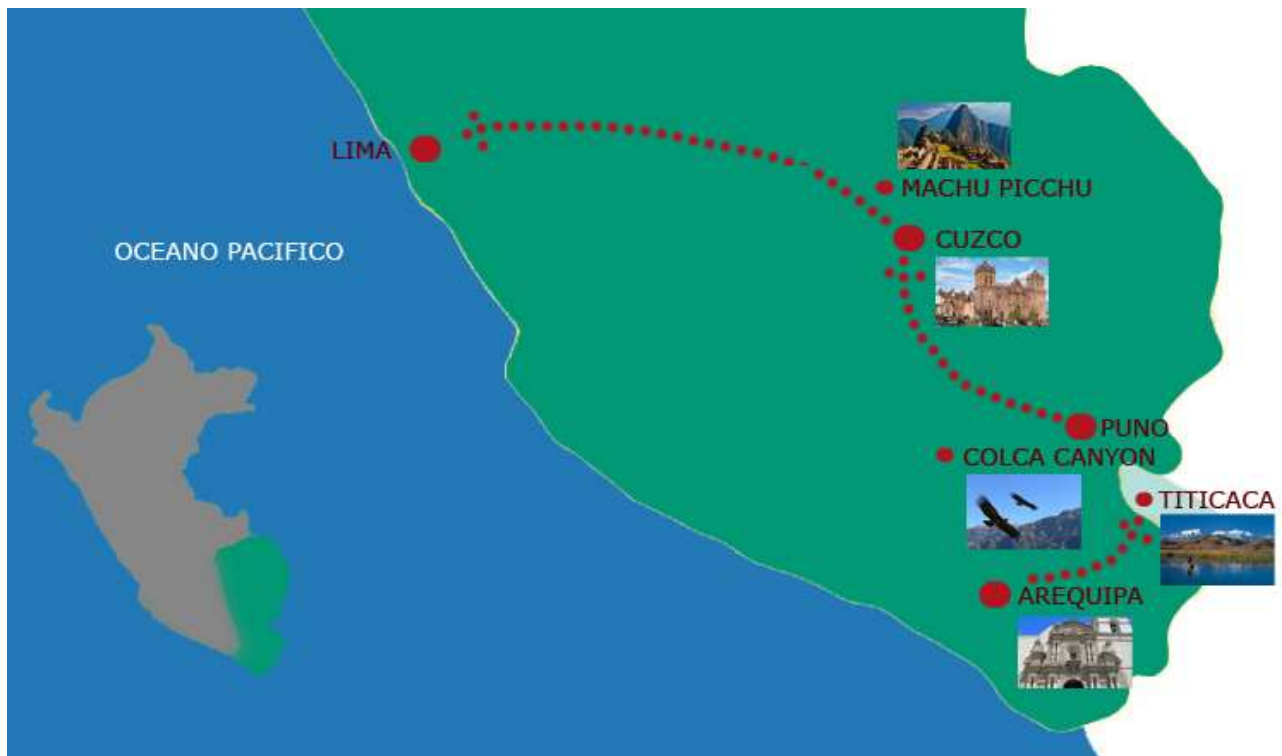 LIMA
MACHU PICCHU
CUZCO
OCEANO PACIFICO
PUNO
COLCA CANYON
TITICACA
AREQUIPA